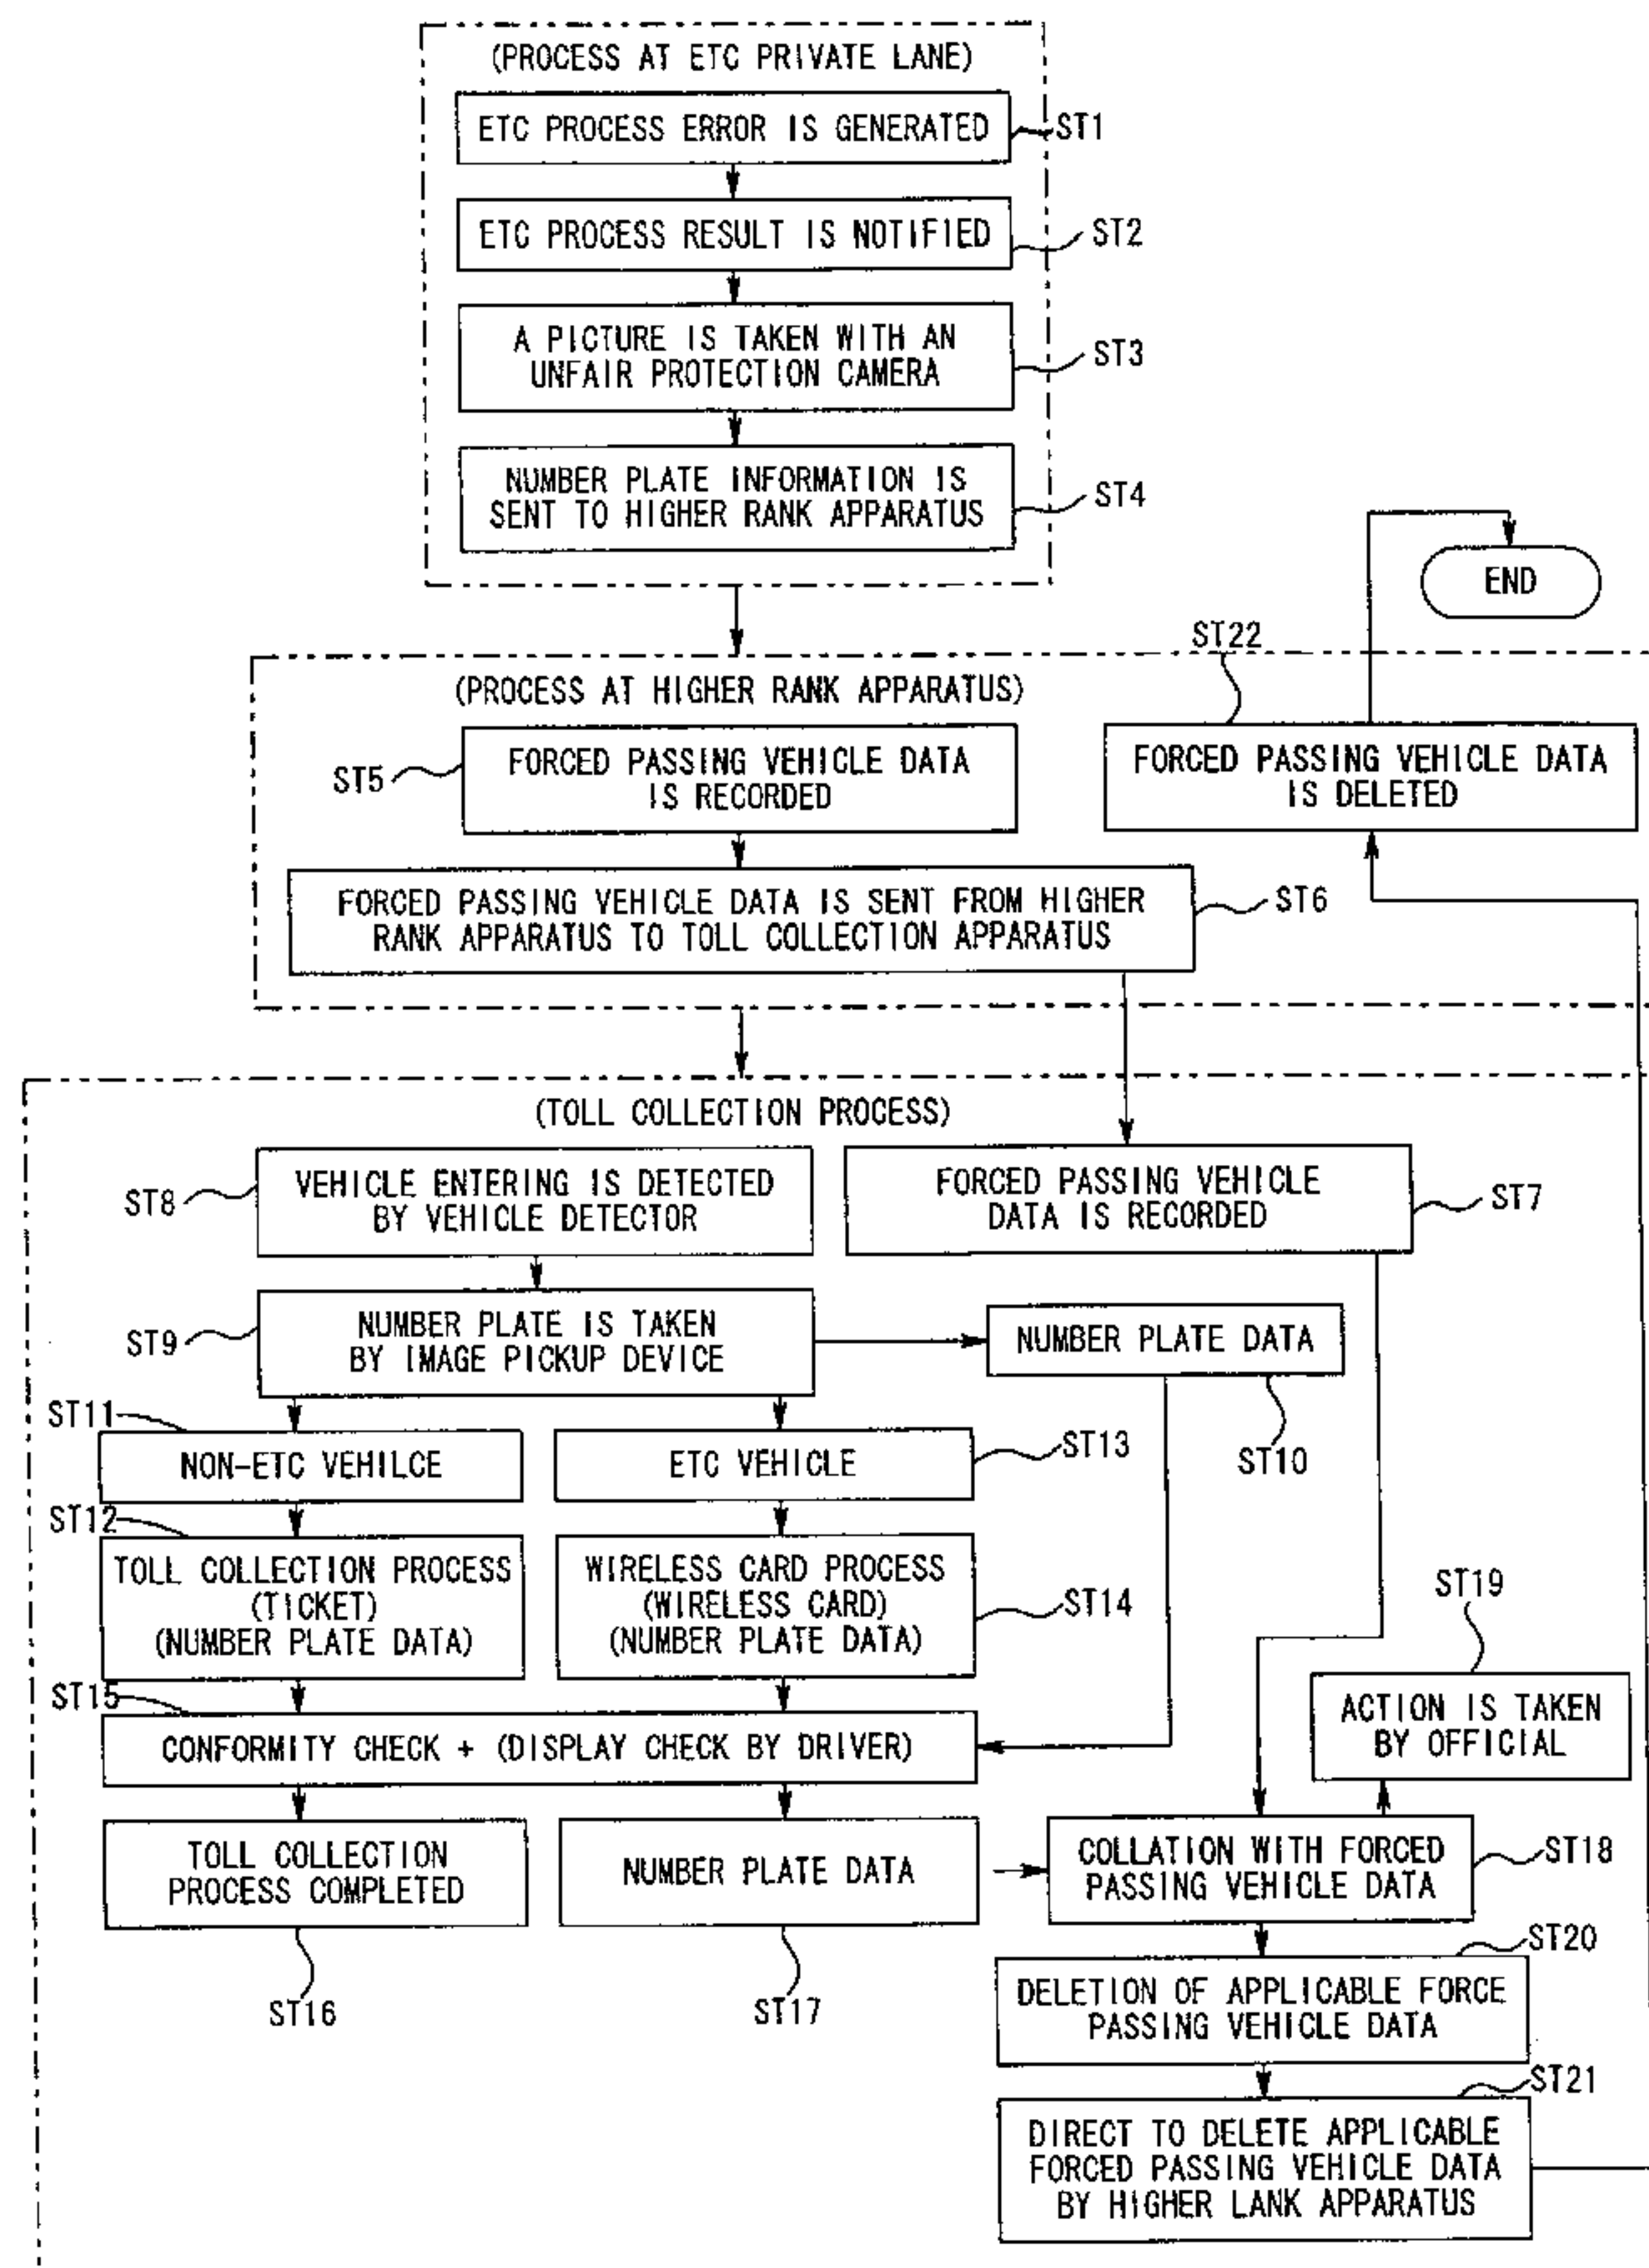 (PROCESS AT ETC PRIVATE LANE)
ETC PROCESS ERROR IS GENERATED
ST1
ETC PROCESS RESULT IS NOTIFIED
ST2
A PICTURE IS TAKEN WITH AN
UNFAIR PROTECTION CAMERA
ST3
NUMBER PLATE INFORMATION IS
SENT TO HIGHER RANK APPARATUS
ST4
END
ST22
(PROCESS AT HIGHER RANK APPARATUS)
ST5
FORCED PASSING VEHICLE DATA
IS RECORDED
FORCED PASSING VEHICLE DATA
IS DELETED
FORCED PASSING VEHICLE DATA IS SENT FROM HIGHER
RANK APPARATUS TO TOLL COLLECTION APPARATUS
ST6
(TOLL COLLECTION PROCESS)
ST8
VEHICLE ENTERING IS DETECTED
BY VEHICLE DETECTOR
FORCED PASSING VEHICLE
DATA IS RECORDED
ST7
ST9
NUMBER PLATE IS TAKEN
BY IMAGE PICKUP DEVICE
NUMBER PLATE DATA
ST10
ST11
NON-ETC VEHILCE
ETC VEHICLE
ST13
ST12
TOLL COLLECTION PROCESS
(TICKET)
(NUMBER PLATE DATA)
WIRELESS CARD PROCESS
(WIRELESS CARD)
(NUMBER PLATE DATA)
ST14
ST19
ACTION IS TAKEN
BY OFFICIAL
ST15
CONFORMITY CHECK + (DISPLAY CHECK BY DRIVER)
TOLL COLLECTION
PROCESS COMPLETED
ST16
NUMBER PLATE DATA
ST17
COLLATION WITH FORCED
PASSING VEHICLE DATA
ST18
ST20
DELETION OF APPLICABLE FORCE
PASSING VEHICLE DATA
ST21
DIRECT TO DELETE APPLICABLE
FORCED PASSING VEHICLE DATA
BY HIGHER LANK APPARATUS